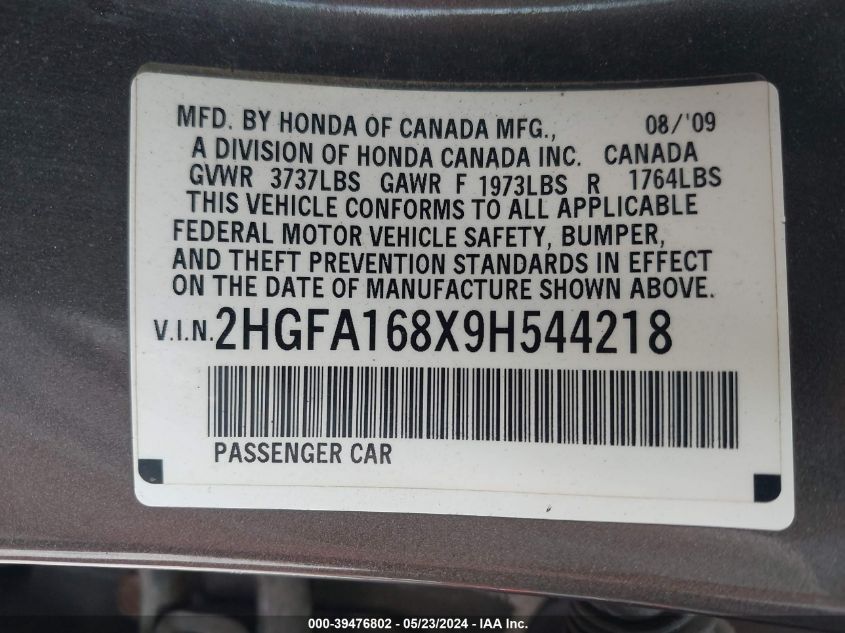 MFD. BY HONDA OF CANADA MFG., 08/'09
A DIVISION OF HONDA CANADA INC. CANADA
GVWR 3737LBS GAWR F 1973LBS R 1764LBS
THIS VEHICLE CONFORMS TO ALL APPLICABLE
FEDERAL MOTOR VEHICLE SAFETY, BUMPER,
AND THEFT PREVENTION STANDARDS IN EFFECT
ON THE DATE OF MANUFACTURE SHOWN ABOVE.
V.I.N. 2HGFA168X9H544218
PASSENGER CAR
000-39476802 - 05/23/2024 - IAA Inc.